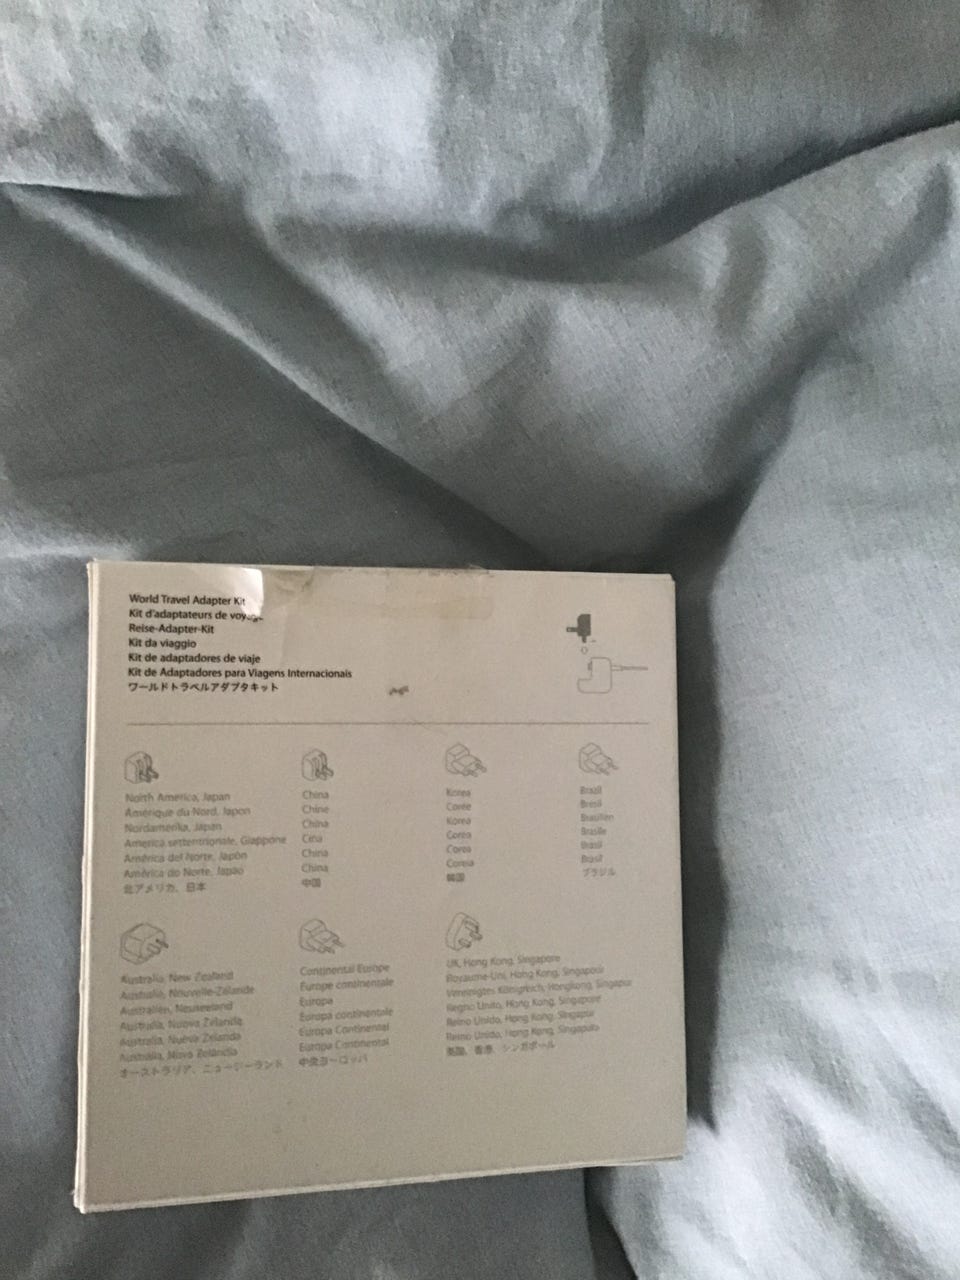 World Travel Adapter Kit
Kit d'adaptateurs de voyage
Reise-Adapter-Kit
Kit da viaggio
Kit de adaptadores de viaje
Kit de Adaptadores para Viagens Internacionais
ワールドトラベルアダプタキット
North America, Japan
Amérique du Nord, Japon
Nordamerika, Japan
America settentrionale, Giappone
América del Norte, Japón
América do Norte, Japão
北アメリカ、日本
China
Chine
China
Cina
China
China
中国
Korea
Corée
Korea
Corea
Corea
Coreia
韓国
Brazil
Brésil
Brasilien
Brasile
Brasil
Brasil
ブラジル
Australia, New Zealand
Australie, Nouvelle-Zélande
Australien, Neuseeland
Australia, Nuova Zelanda
Australia, Nueva Zelanda
Austrália, Nova Zelândia
オーストラリア、ニュージーランド
Continental Europe
Europe continentale
Europa
Europa continentale
Europa Continental
Europa Continental
中央ヨーロッパ
UK, Hong Kong, Singapore
Royaume-Uni, Hong Kong, Singapour
Vereinigtes Königreich, Hongkong, Singapur
Regno Unito, Hong Kong, Singapore
Reino Unido, Hong Kong, Singapur
Reino Unido, Hong Kong, Singapura
英国、香港、シンガポール